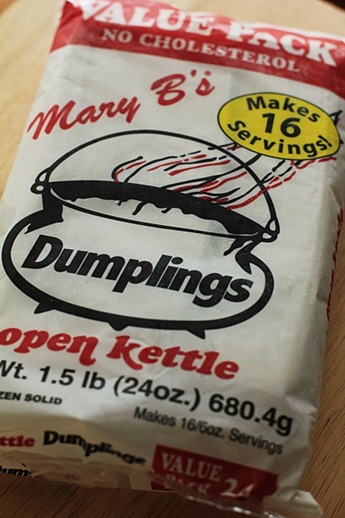 VALUE PACK
NO CHOLESTEROL
Mary B's
Makes
16
Servings!
Dumplings
open kettle
Wt. 1.5 lb (24oz.) 680.4g
ZEN SOLID
Makes 16/6oz. Servings
ttle Dumplings
VALUE
PACK 24
Dum